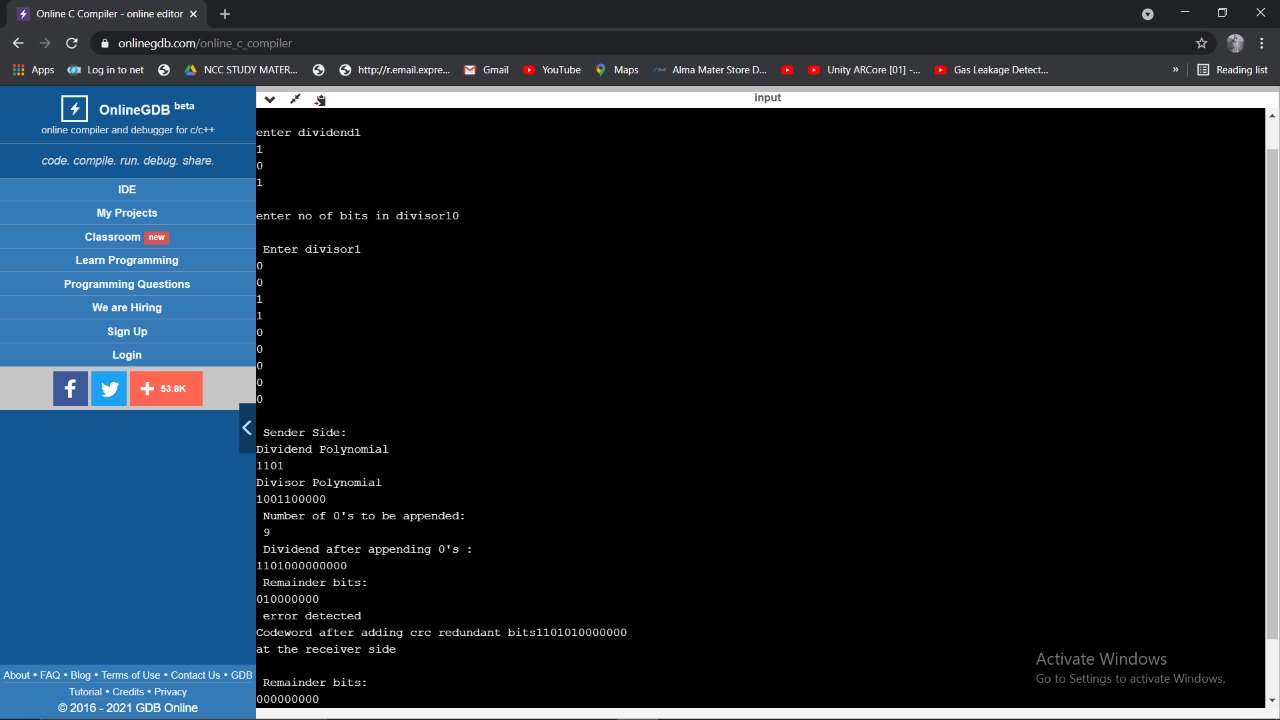 Online C Compiler - online editor
onlinegdb.com/online_c_compiler
Apps Log in to net NCC STUDY MATER... http://r.email.expre... Gmail YouTube Maps Alma Mater Store D... Unity ARCore [01] -... Gas Leakage Detect... » Reading list
OnlineGDB beta
online compiler and debugger for c/c++
code. compile. run. debug. share.
IDE
My Projects
Classroom new
Learn Programming
Programming Questions
We are Hiring
Sign Up
Login
53.8K
About • FAQ • Blog • Terms of Use • Contact Us • GDB
Tutorial • Credits • Privacy
© 2016 - 2021 GDB Online
input
enter dividend1
1
0
1
enter no of bits in divisor10
Enter divisor1
0
0
1
1
0
0
0
0
0
Sender Side:
Dividend Polynomial
1101
Divisor Polynomial
1001100000
Number of 0's to be appended:
9
Dividend after appending 0's :
1101000000000
Remainder bits:
010000000
error detected
Codeword after adding crc redundant bits1101010000000
at the receiver side
Remainder bits:
000000000
Activate Windows
Go to Settings to activate Windows.